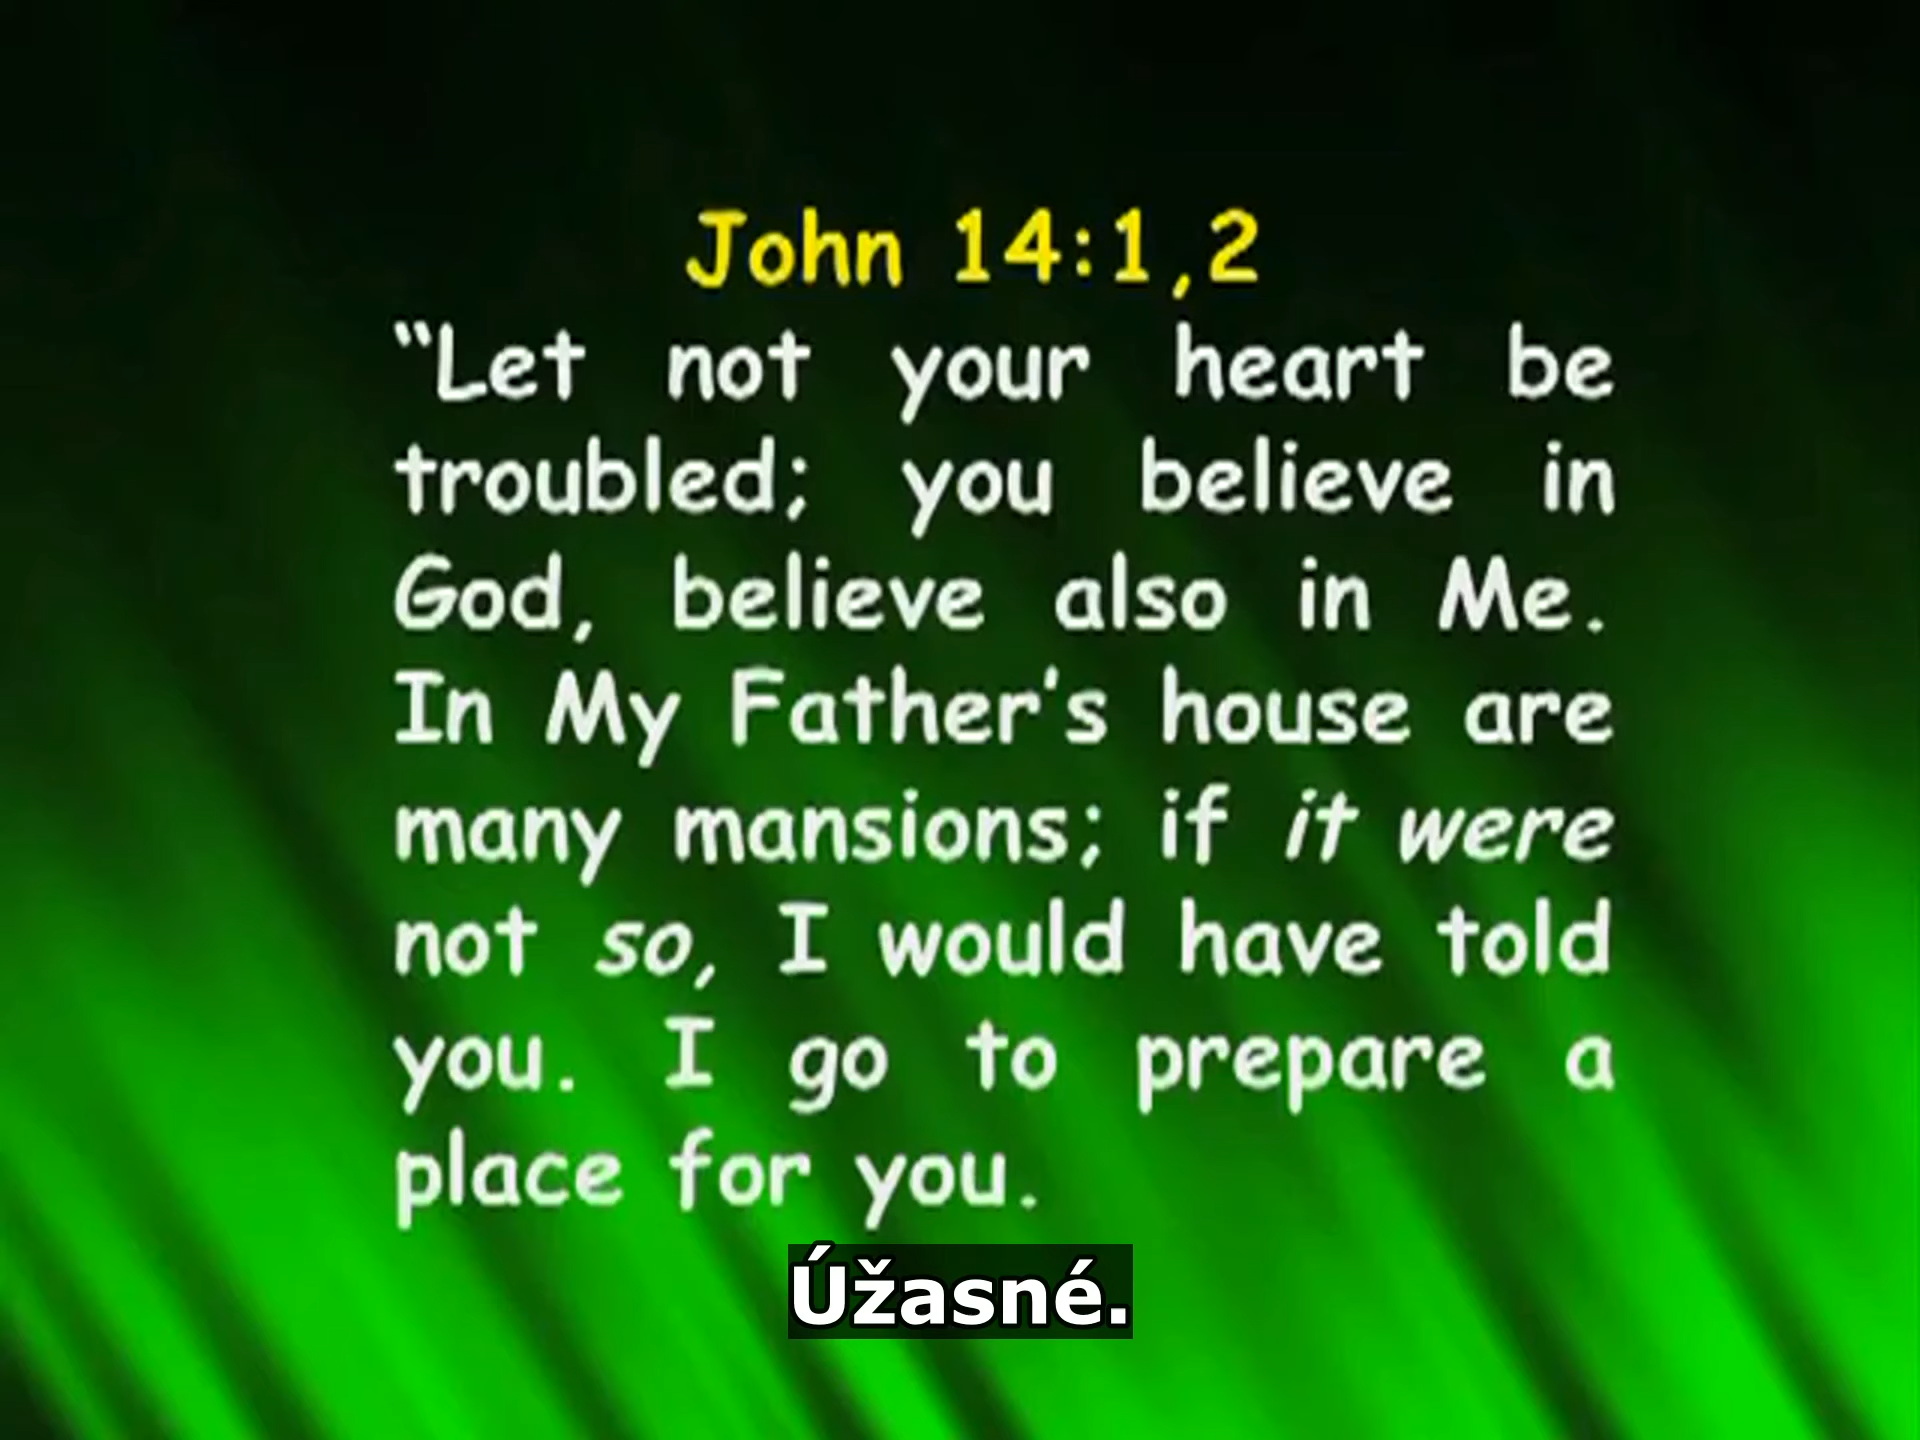 John 14:1,2
“Let not your heart be
troubled; you believe in
God, believe also in Me.
In My Father’s house are
many mansions; if it were
not so, I would have told
you. I go to prepare a
place for you.
Úžasné.